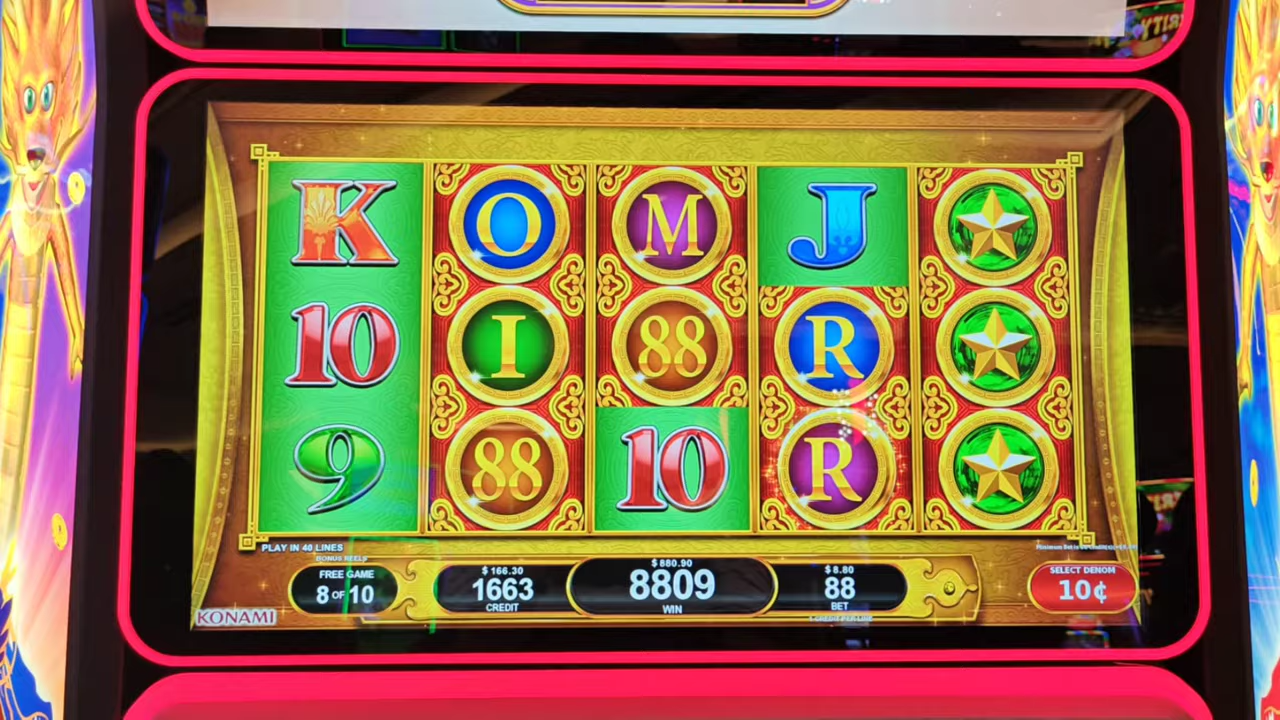 K O M J
10 I 88 R
9 88 10 R
PLAY IN 40 LINES
BONUS REELS
FREE GAME
8 OF 10
$ 166.30
1663
CREDIT
$ 880.90
8809
WIN
$ 8.80
88
BET
SELECT DENOM
10¢
KONAMI